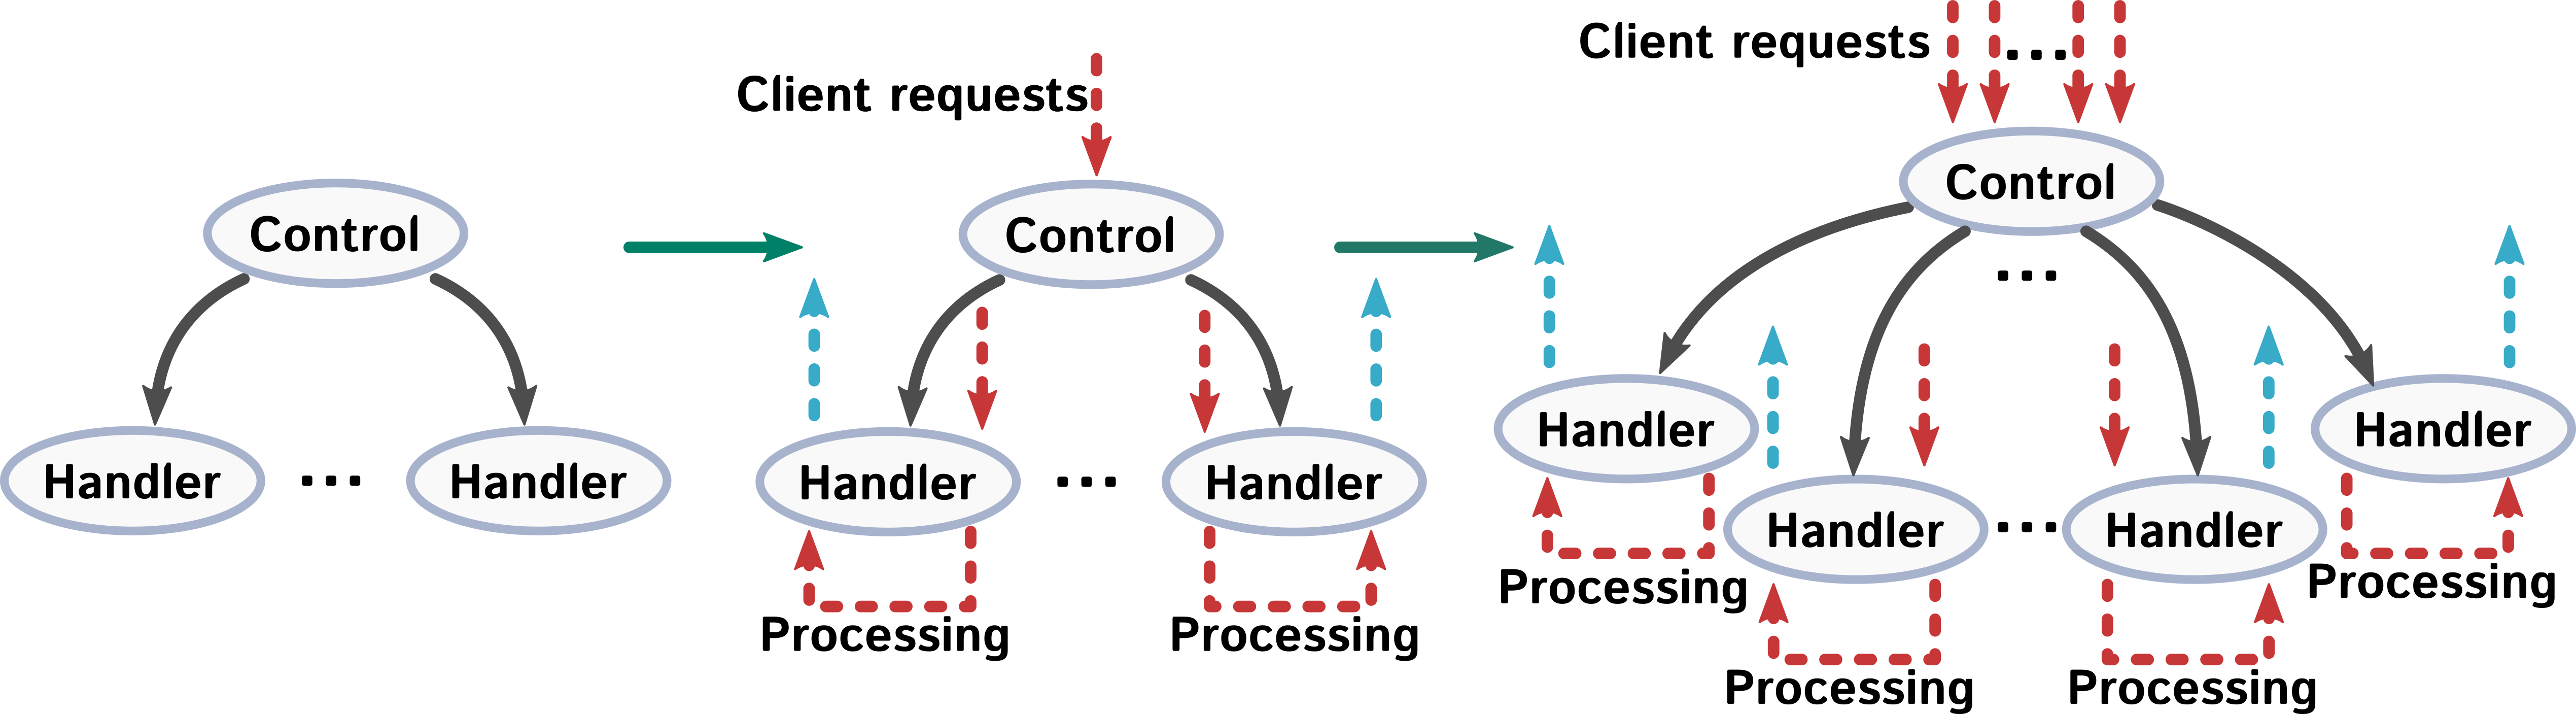 Control
Handler ... Handler
Client requests
Control
Handler ... Handler
Processing Processing
Client requests ...
Control
...
Handler Handler
Handler ... Handler
Processing Processing
Processing Processing